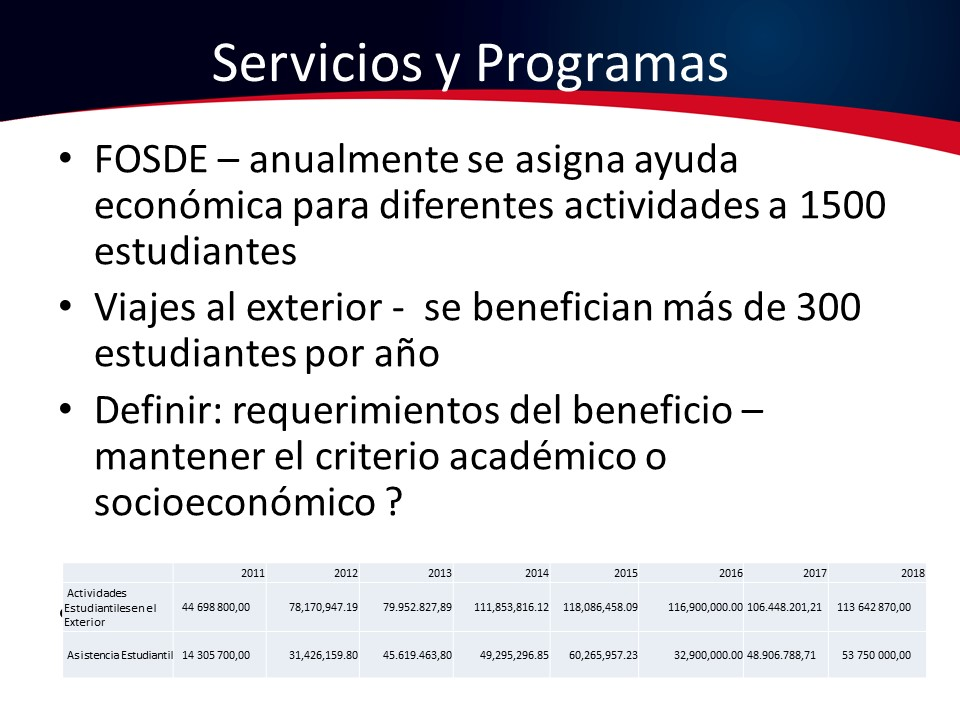 Servicios y Programas
• FOSDE – anualmente se asigna ayuda
económica para diferentes actividades a 1500
estudiantes
• Viajes al exterior - se benefician más de 300
estudiantes por año
• Definir: requerimientos del beneficio –
mantener el criterio académico o
socioeconómico ?
2011 2012 2013 2014 2015 2016 2017 2018
Actividades
Estudiantiles en el
Exterior
44 698 800,00 78,170,947.19 79.952.827,89 111,853,816.12 118,086,458.09 116,900,000.00 106.448.201,21 113 642 870,00
Asistencia Estudiantil 14 305 700,00 31,426,159.80 45.619.463,80 49,295,296.85 60,265,957.23 32,900,000.00 48.906.788,71 53 750 000,00